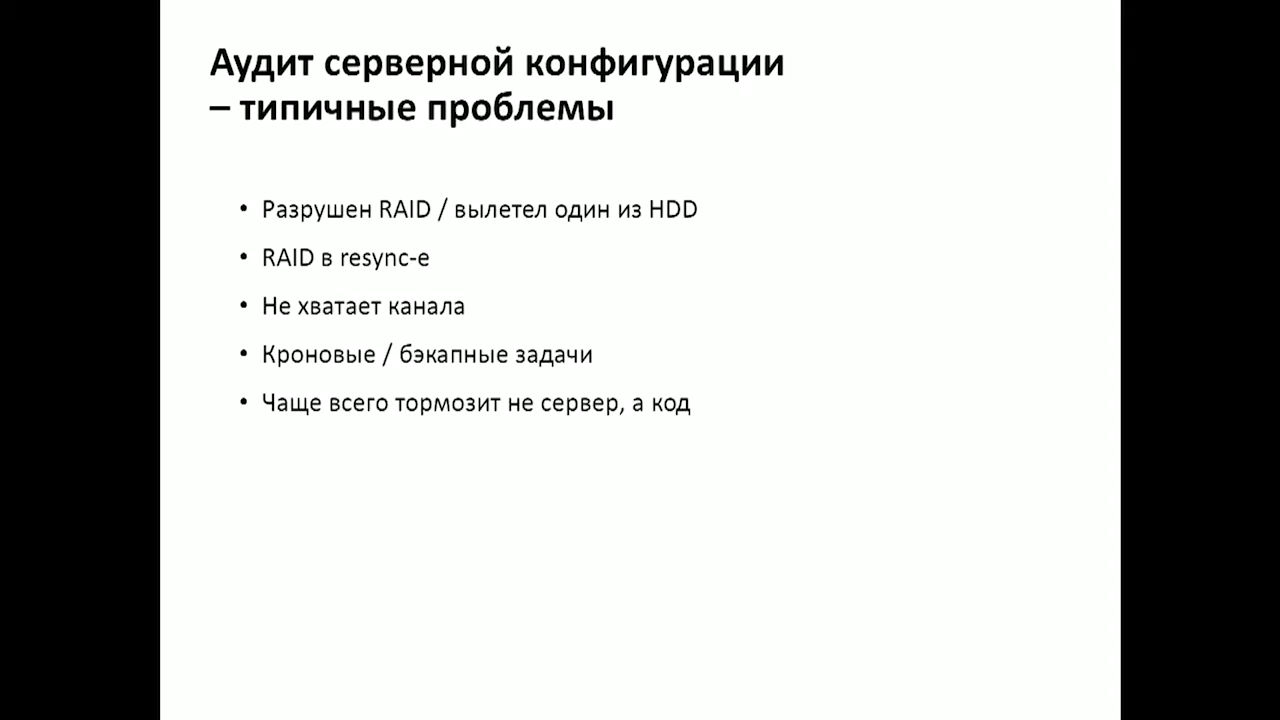 Аудит серверной конфигурации
– типичные проблемы
• Разрушен RAID / вылетел один из HDD
• RAID в resync-е
• Не хватает канала
• Кроновые / бэкапные задачи
• Чаще всего тормозит не сервер, а код